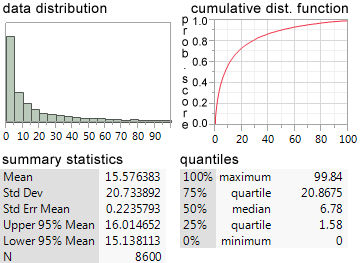 data distribution
0 10 20 30 40 50 60 70 80 90
cumulative dist. function
prob. score
1.0
0.8
0.6
0.4
0.2
0.0
0 20 40 60 80 100
summary statistics
Mean 15.576383
Std Dev 20.733892
Std Err Mean 0.2235793
Upper 95% Mean 16.014652
Lower 95% Mean 15.138113
N 8600
quantiles
100% maximum 99.84
75% quartile 20.8675
50% median 6.78
25% quartile 1.58
0% minimum 0